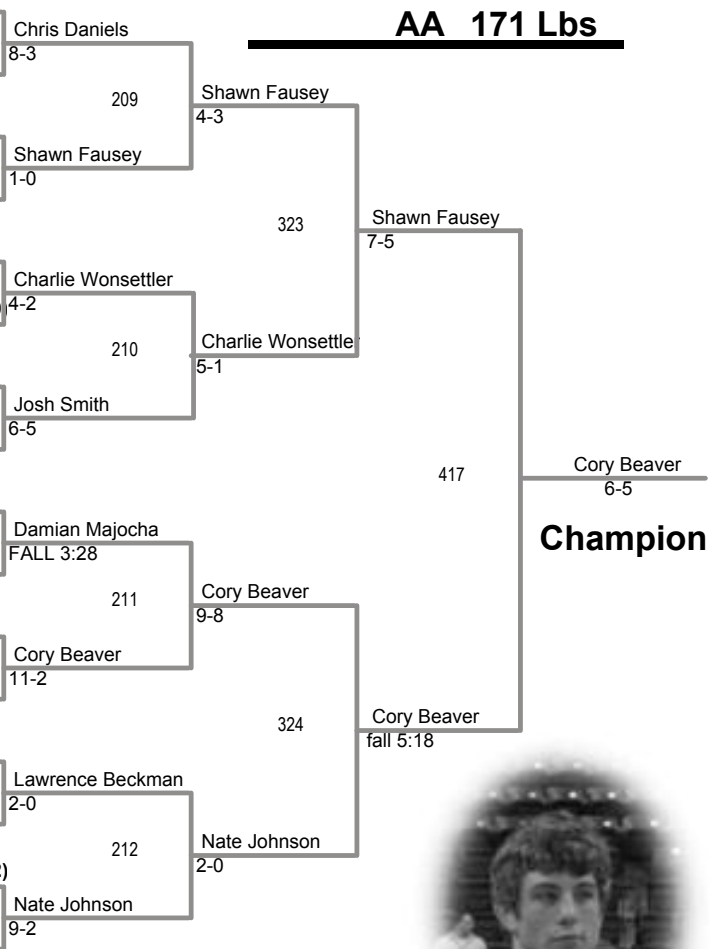 AA 171 Lbs
Chris Daniels
8-3
209
Shawn Fausey
4-3
Shawn Fausey
1-0
323
Shawn Fausey
7-5
Charlie Wonsettler
4-2
210
Charlie Wonsettle
5-1
Josh Smith
6-5
417
Cory Beaver
6-5
Champion
Damian Majocha
FALL 3:28
211
Cory Beaver
9-8
Cory Beaver
11-2
324
Cory Beaver
fall 5:18
Lawrence Beckman
2-0
212
Nate Johnson
2-0
Nate Johnson
9-2